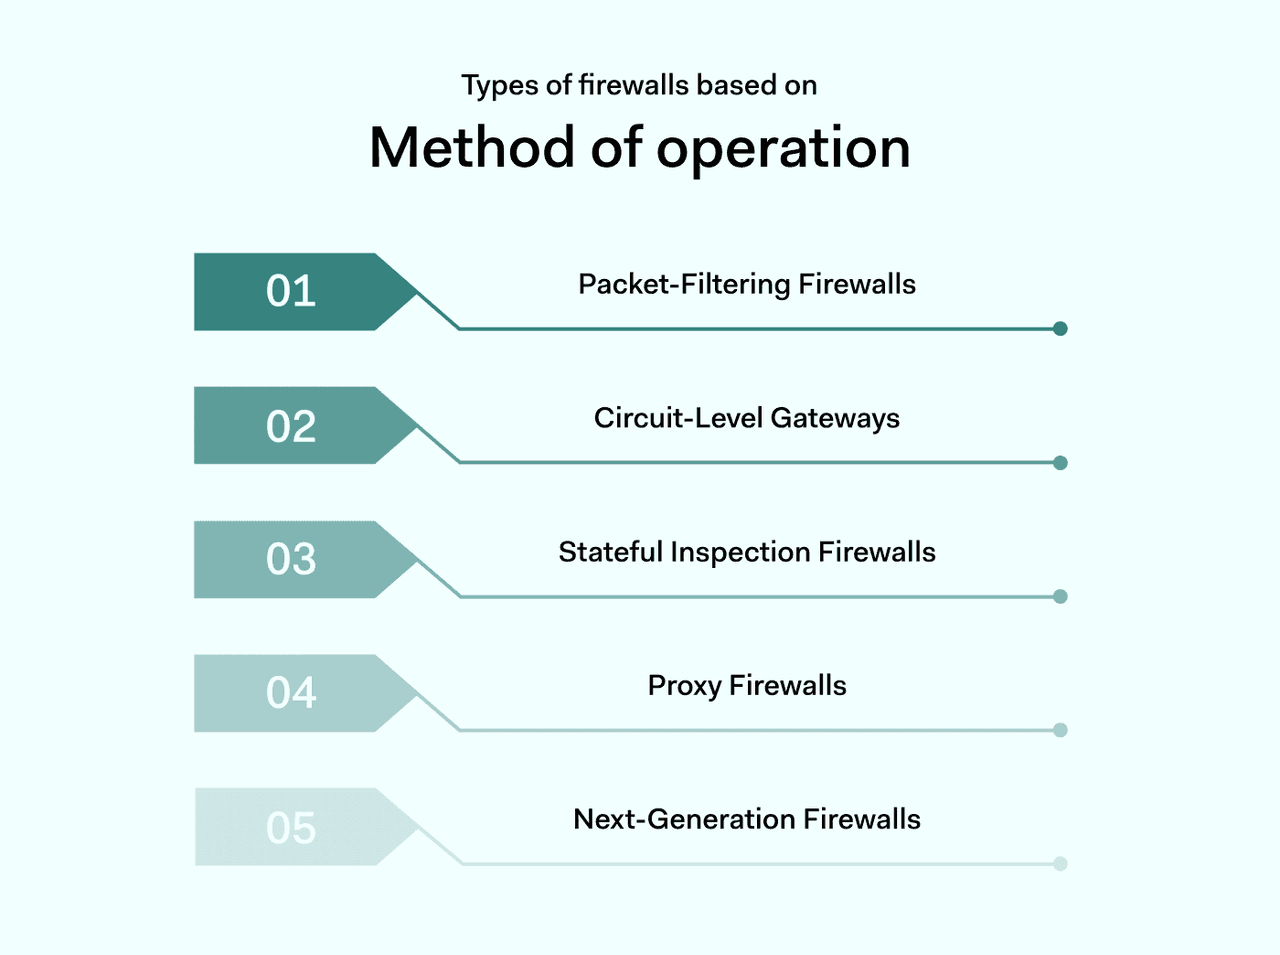 Types of firewalls based on
Method of operation
01
Packet-Filtering Firewalls
02
Circuit-Level Gateways
03
Stateful Inspection Firewalls
04
Proxy Firewalls
05
Next-Generation Firewalls